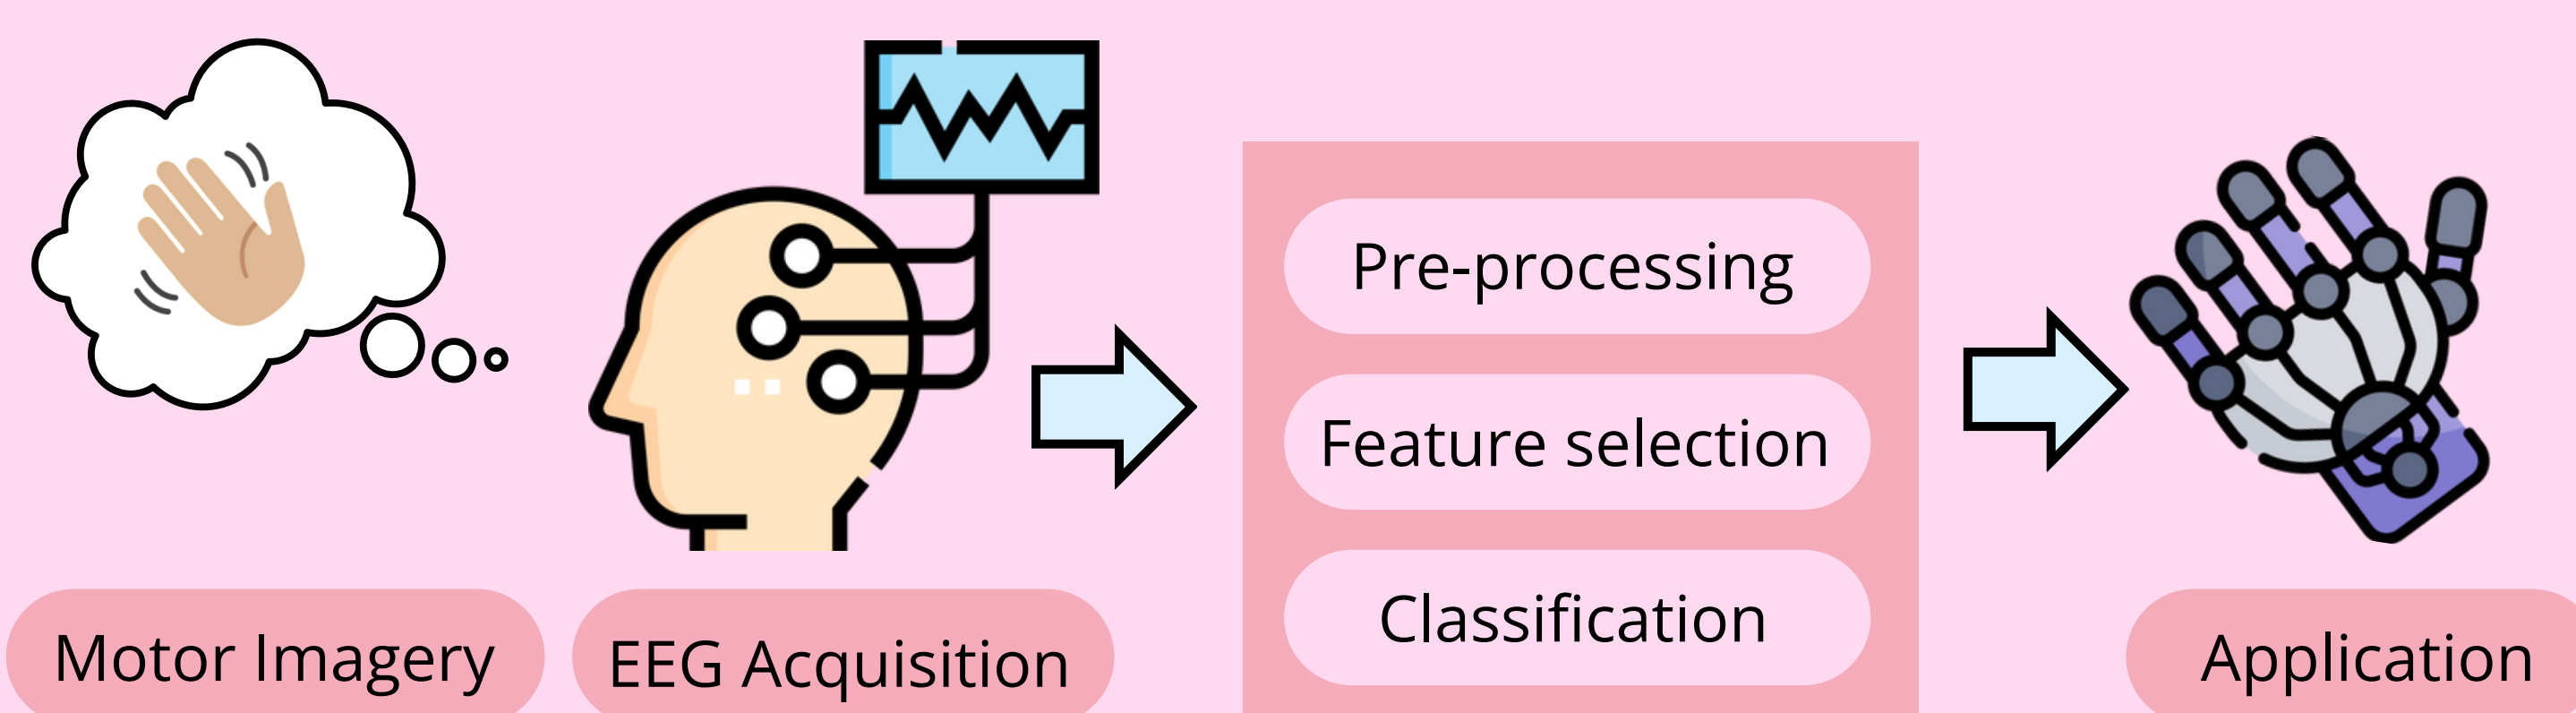 Motor Imagery
EEG Acquisition
Pre-processing
Feature selection
Classification
Application